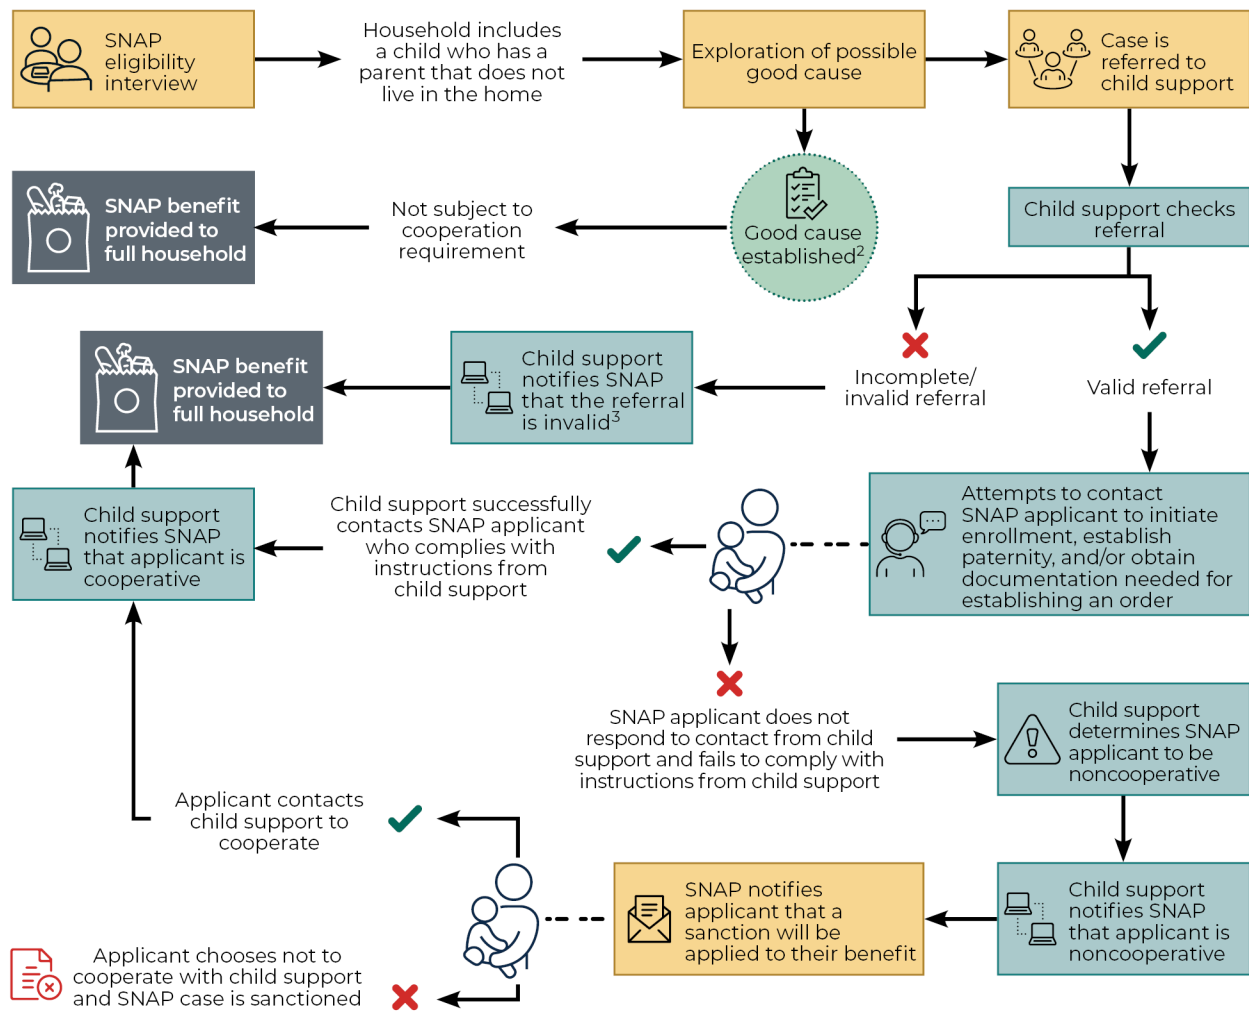 SNAP
eligibility
interview
Household includes
a child who has a
parent that does not
live in the home
Exploration of possible
good cause
Case is
referred to
child support
SNAP benefit
provided to
full household
Not subject to
cooperation
requirement
Good cause
established²
Child support checks
referral
SNAP benefit
provided to
full household
Child support
notifies SNAP
that the referral
is invalid³
Incomplete/
invalid referral
Valid referral
Child support
notifies SNAP
that applicant is
cooperative
Child support successfully
contacts SNAP applicant
who complies with
instructions from
child support
Attempts to contact
SNAP applicant to initiate
enrollment, establish
paternity, and/or obtain
documentation needed for
establishing an order
SNAP applicant does not
respond to contact from child
support and fails to comply with
instructions from child support
Child support
determines SNAP
applicant to be
noncooperative
Applicant contacts
child support to
cooperate
SNAP notifies
applicant that a
sanction will be
applied to their benefit
Child support
notifies SNAP
that applicant is
noncooperative
Applicant chooses not to
cooperate with child support
and SNAP case is sanctioned